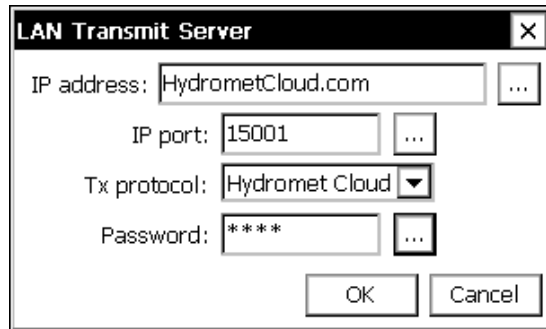 LAN Transmit Server
IP address: HydrometCloud.com ...
IP port: 15001 ...
Tx protocol: Hydromet Cloud
Password: **** ...
OK Cancel